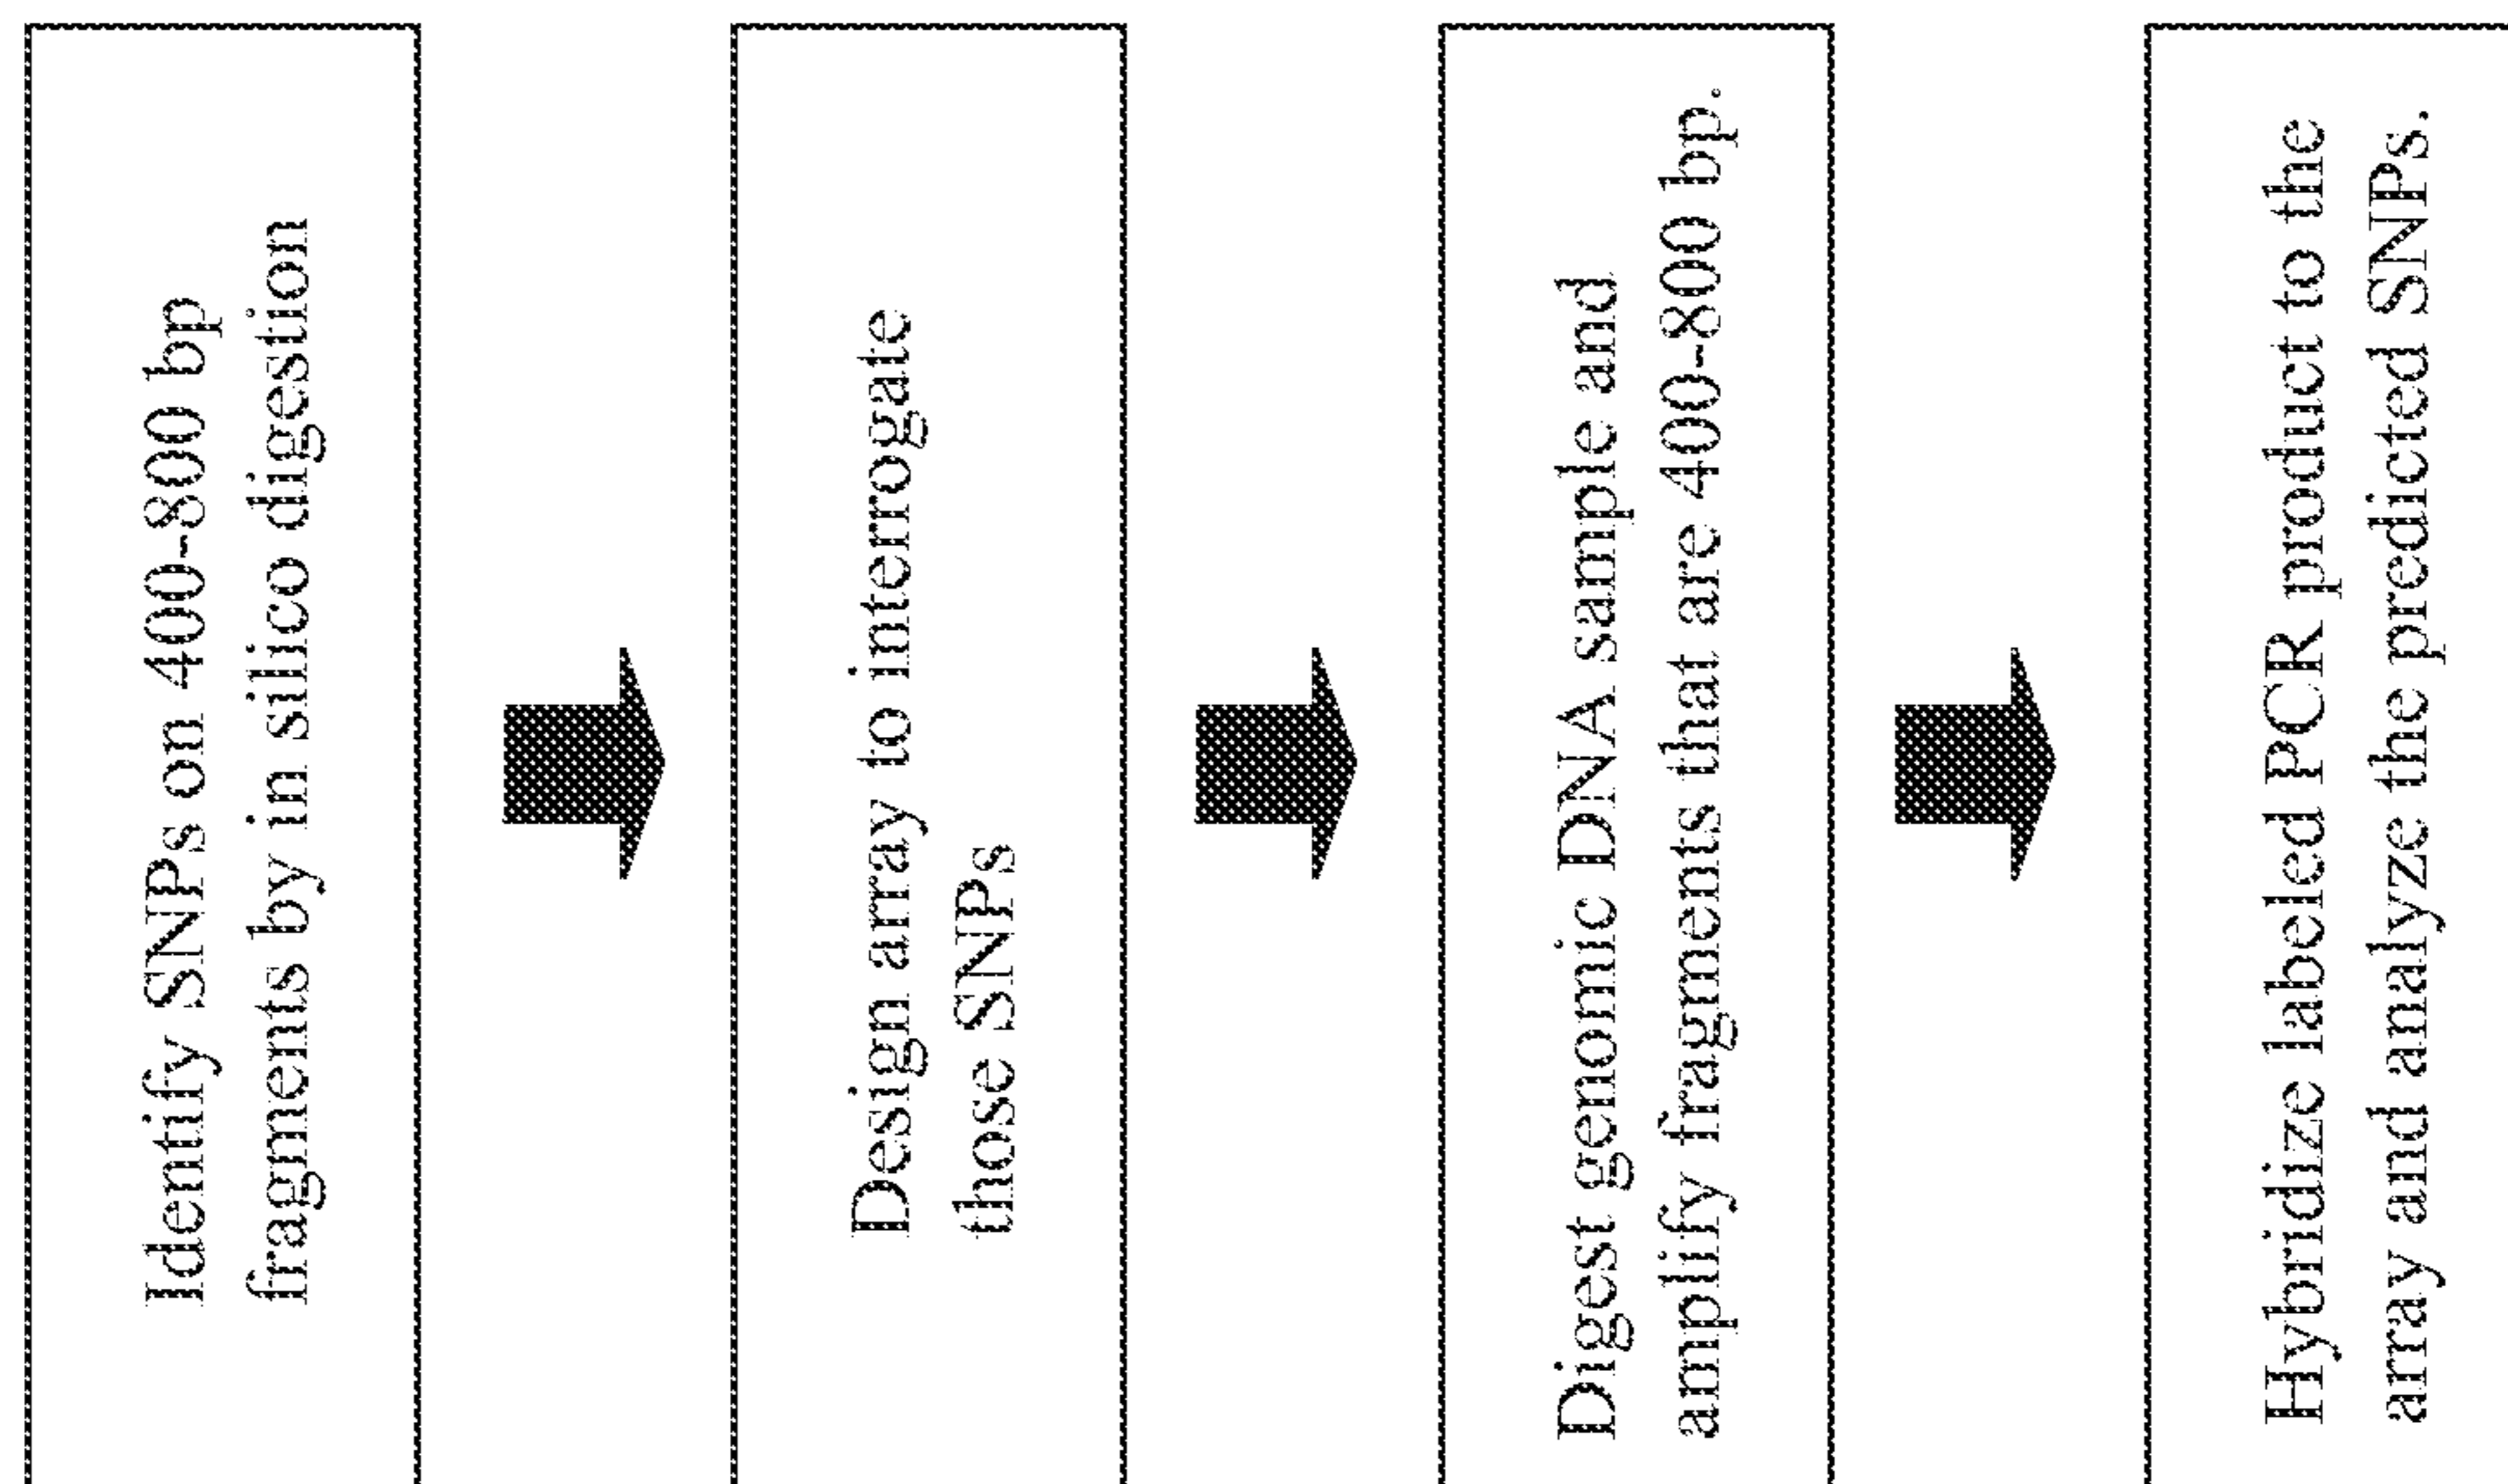 Identify SNPs on 400-800 bp
fragments by in silico digestion
Design array to interrogate
those SNPs
Digest genomic DNA sample and
amplify fragments that are 400-800 bp.
Hybridize labeled PCR product to the
array and analyze the predicted SNPs.